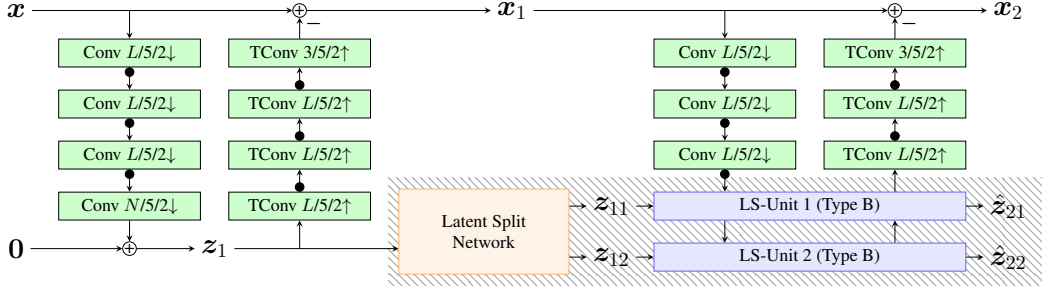 x − x₁ − x₂
Conv L/5/2↓ TConv 3/5/2↑ Conv L/5/2↓ TConv 3/5/2↑
Conv L/5/2↓ TConv L/5/2↑ Conv L/5/2↓ TConv L/5/2↑
Conv L/5/2↓ TConv L/5/2↑ Conv L/5/2↓ TConv L/5/2↑
Conv N/5/2↓ TConv L/5/2↑ Latent Split Network z₁₁ LS-Unit 1 (Type B) ẑ₂₁
0 z₁ z₁₂ LS-Unit 2 (Type B) ẑ₂₂